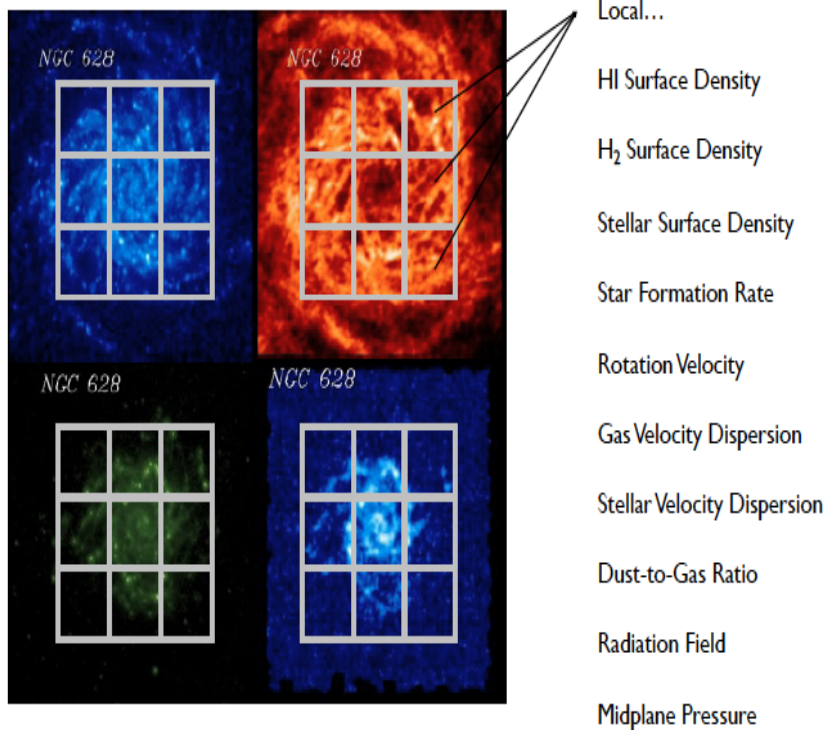 NGC 628
NGC 628
NGC 628
NGC 628
Local...
HI Surface Density
H₂ Surface Density
Stellar Surface Density
Star Formation Rate
Rotation Velocity
Gas Velocity Dispersion
Stellar Velocity Dispersion
Dust-to-Gas Ratio
Radiation Field
Midplane Pressure